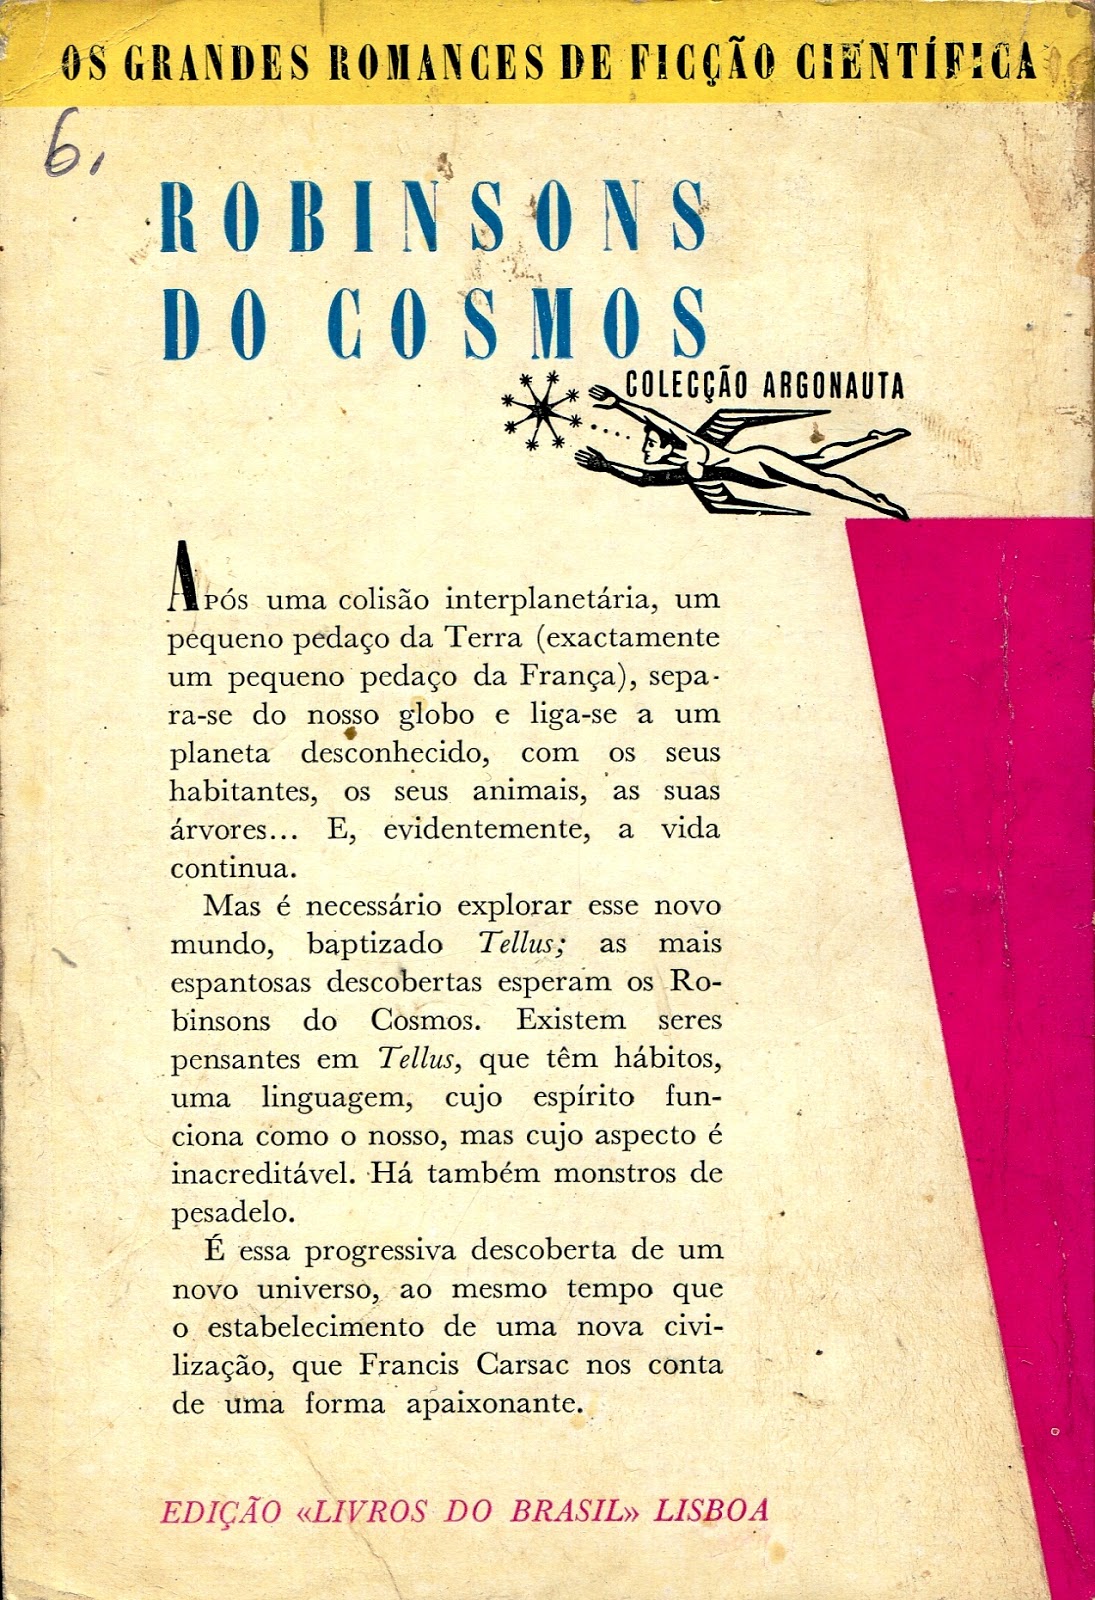 OS GRANDES ROMANCES DE FICÇÃO CIENTÍFICA
6.
ROBINSONS
DO COSMOS
COLECÇÃO ARGONAUTA
APÓS uma colisão interplanetária, um
pequeno pedaço da Terra (exactamente
um pequeno pedaço da França), sepa-
ra-se do nosso globo e liga-se a um
planeta desconhecido, com os seus
habitantes, os seus animais, as suas
árvores... E, evidentemente, a vida
continua.
Mas é necessário explorar esse novo
mundo, baptizado Tellus; as mais
espantosas descobertas esperam os Ro-
binsons do Cosmos. Existem seres
pensantes em Tellus, que têm hábitos,
uma linguagem, cujo espírito fun-
ciona como o nosso, mas cujo aspecto é
inacreditável. Há também monstros de
pesadelo.
É essa progressiva descoberta de um
novo universo, ao mesmo tempo que
o estabelecimento de uma nova civi-
lização, que Francis Carsac nos conta
de uma forma apaixonante.
EDIÇÃO «LIVROS DO BRASIL» LISBOA